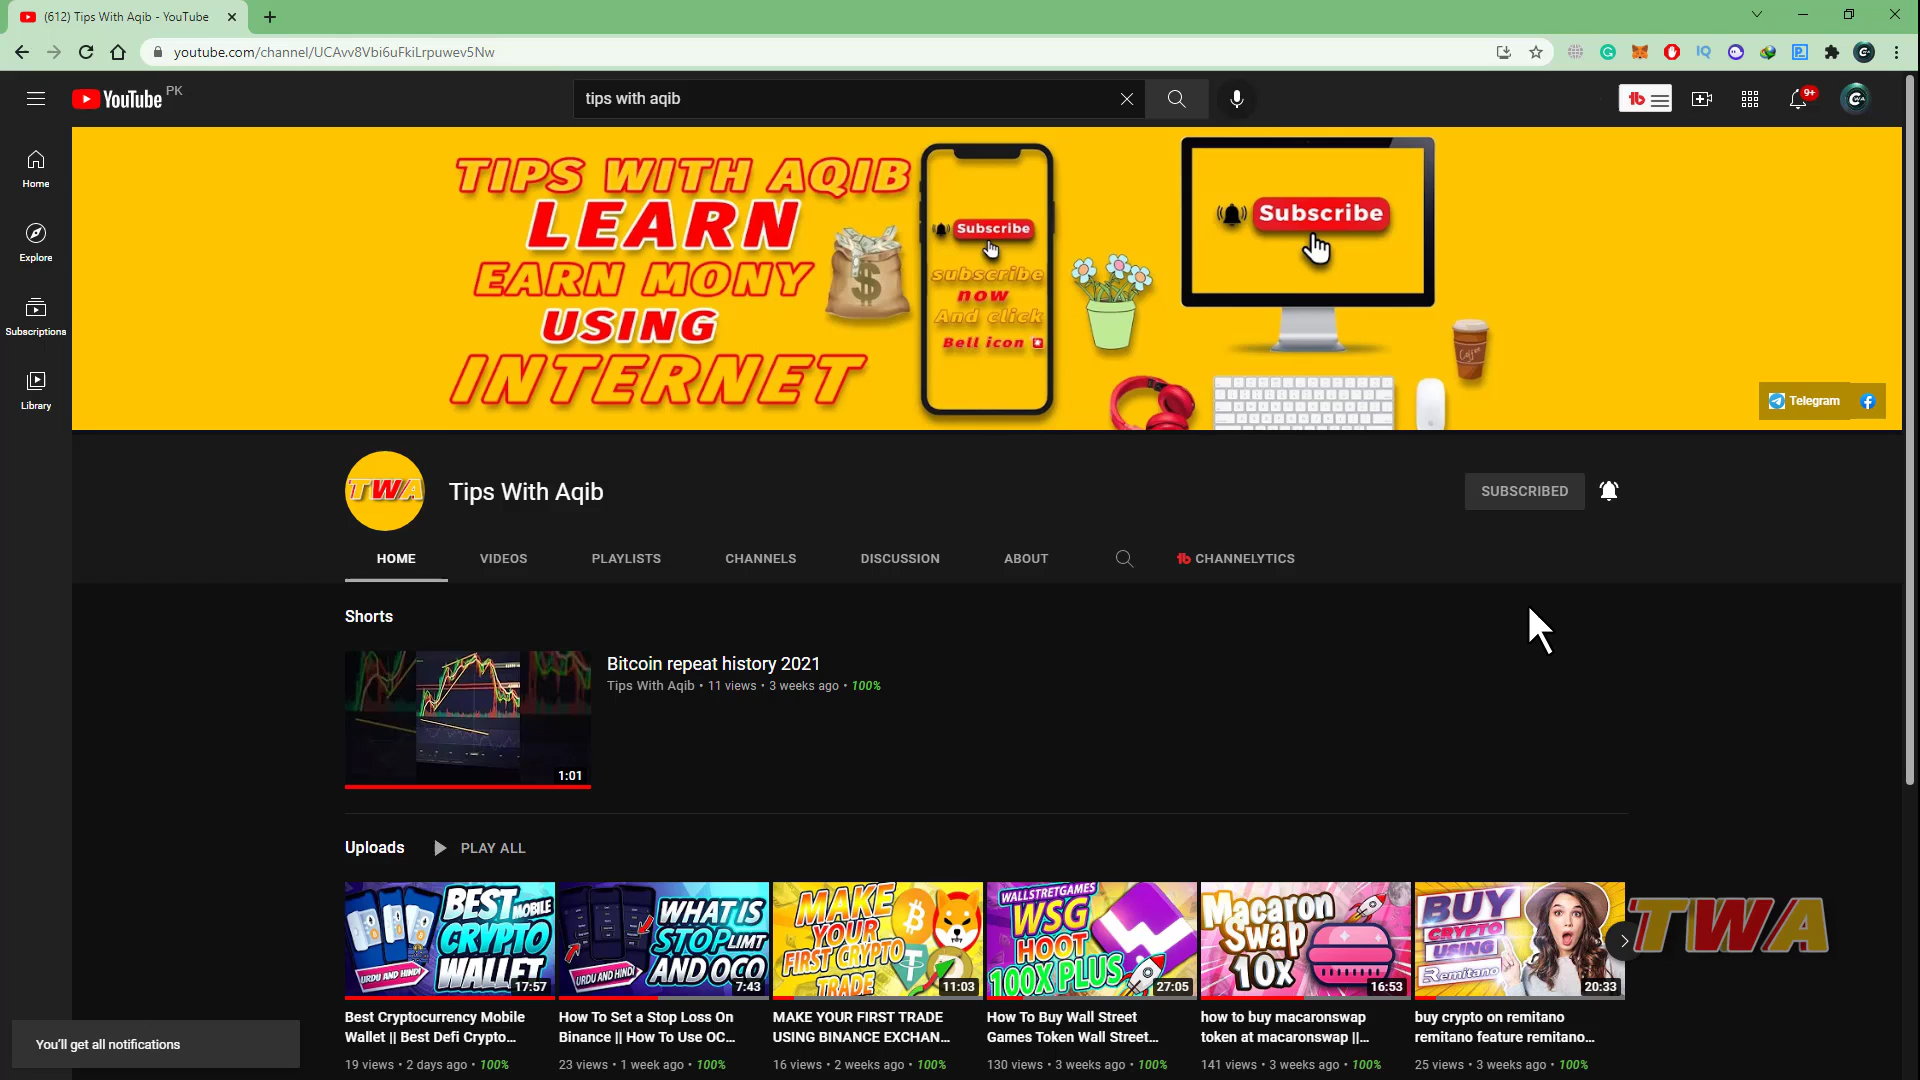 (612) Tips With Aqib - YouTube
youtube.com/channel/UCAvv8Vbi6uFkiLrpuwev5Nw
YouTube PK
tips with aqib
9+
Home
Explore
Subscriptions
Library
TIPS WITH AQIB
LEARN
EARN MONY
USING
INTERNET
Subscribe
subscribe
now
And click
Bell icon
Subscribe
Coffee
Telegram
TWA
Tips With Aqib
SUBSCRIBED
HOME
VIDEOS
PLAYLISTS
CHANNELS
DISCUSSION
ABOUT
CHANNELYTICS
Shorts
1:01
Bitcoin repeat history 2021
Tips With Aqib • 11 views • 3 weeks ago • 100%
Uploads
PLAY ALL
BEST MOBILE
CRYPTO
WALLET
URDU AND HINDI
17:57
Best Cryptocurrency Mobile
Wallet || Best Defi Crypto...
19 views • 2 days ago • 100%
WHAT IS
STOP LIMT
AND OCO
URDU AND HINDI
7:43
How To Set a Stop Loss On
Binance || How To Use OC...
23 views • 1 week ago • 100%
MAKE
YOUR
FIRST CRYPTO
TRADE
11:03
MAKE YOUR FIRST TRADE
USING BINANCE EXCHAN...
16 views • 2 weeks ago • 100%
WALLSTRETGAMES
WSG
HOOT
100X PLUS
27:05
How To Buy Wall Street
Games Token Wall Street...
130 views • 3 weeks ago • 100%
Macaron
Swap
10x
16:53
how to buy macaronswap
token at macaronswap ||...
141 views • 3 weeks ago • 100%
BUY
CRYPTO
USING
Remitano
20:33
buy crypto on remitano
remitano feature remitano...
25 views • 3 weeks ago • 100%
TWA
You'll get all notifications